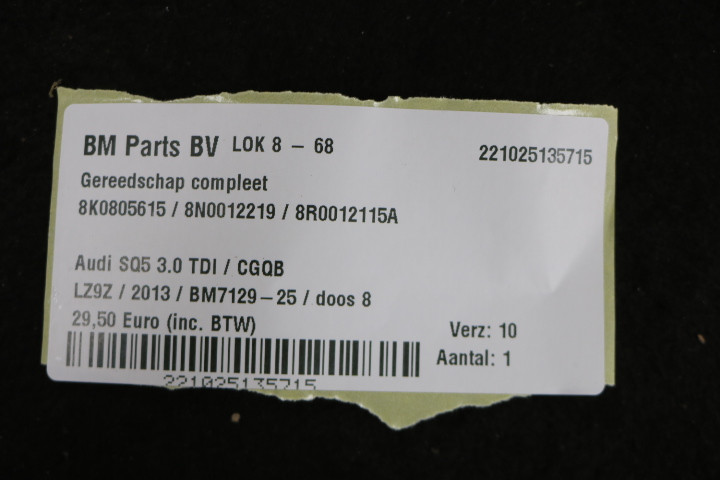 BM Parts BV LOK 8 - 68 221025135715
Gereedschap compleet
8K0805615 / 8N0012219 / 8R0012115A
Audi SQ5 3.0 TDI / CGQB
LZ9Z / 2013 / BM7129-25 / doos 8
29,50 Euro (inc. BTW)
Verz: 10
Aantal: 1
221025135715